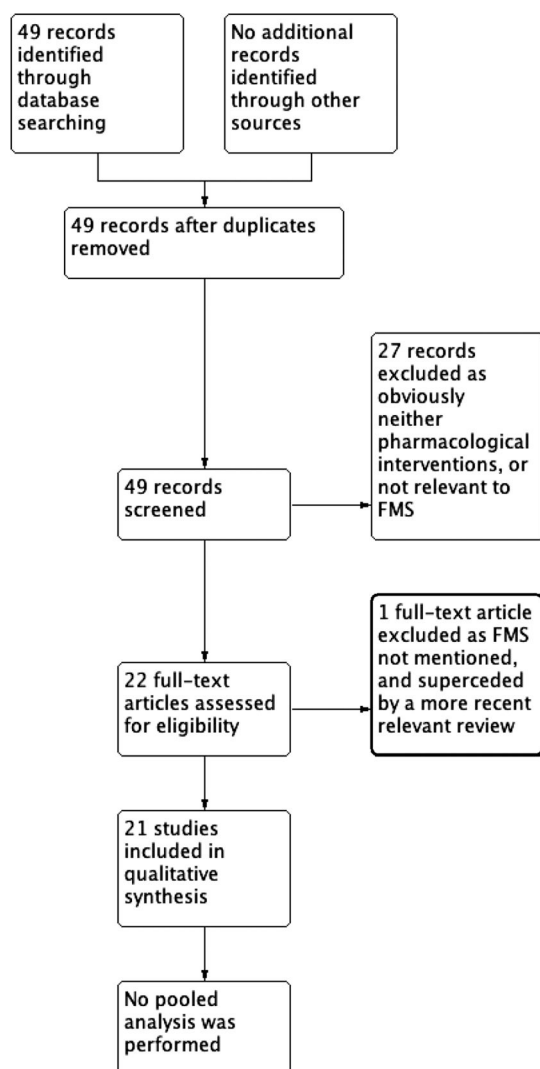 49 records
identified
through
database
searching
No additional
records
identified
through other
sources
49 records after duplicates
removed
27 records
excluded as
obviously
neither
pharmacological
interventions, or
not relevant to
FMS
49 records
screened
1 full-text article
excluded as FMS
not mentioned,
and superceded
by a more recent
relevant review
22 full-text
articles assessed
for eligibility
21 studies
included in
qualitative
synthesis
No pooled
analysis was
performed